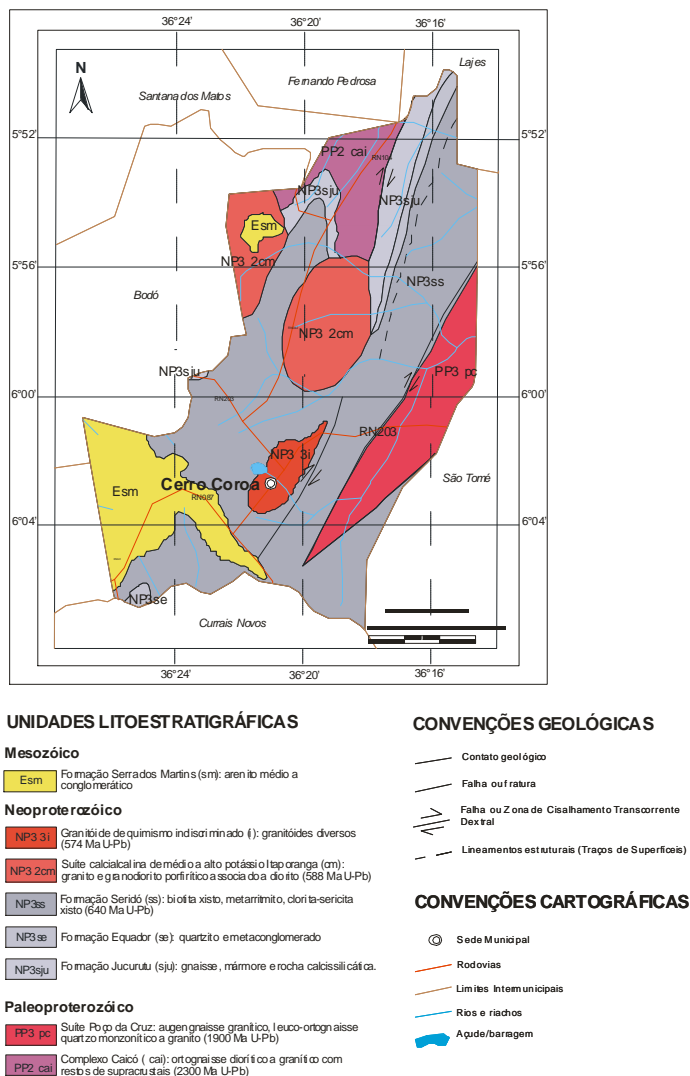 36°24' 36°20' 36°16'
Lajes
N
Fernando Pedrosa
Santana dos Matos
5°52' 5°52'
PP2 cai
RN104
NP3sju
NP3sju
Esm
NP3 2cm
5°56' 5°56'
NP3ss
Bodó
NP3 2cm
NP3sju
PP3 pc
6°00' 6°00'
RN203
RN203
NP3 3i
São Tomé
Cerro Coroa
Esm
RN087
6°04' 6°04'
NP3se
Currais Novos
36°24' 36°20' 36°16'
UNIDADES LITOESTRATIGRÁFICAS
Mesozóico
Esm
Formação Serra dos Martins (sm): arenito médio a
conglomerático
Neoproterozóico
NP3 3i
Granitóide de quimismo indiscriminado (i): granitóides diversos
(574 Ma U-Pb)
NP3 2cm
Suíte calcialcalina de médio a alto potássio Itaporanga (cm):
granito e granodiorito porfirítico associado a diorito (588 Ma U-Pb)
NP3ss
Formação Seridó (ss): biotita xisto, metarritmito, clorita-sericita
xisto (640 Ma U-Pb)
NP3se
Formação Equador (se): quartzito e metaconglomerado
NP3sju
Formação Jucurutu (sju): gnaisse, mármore e rocha calcissilicática.
Paleoproterozóico
PP3 pc
Suíte Poço da Cruz: augen gnaisse granítico, leuco-ortognaisse
quartzo monzonítico a granito (1900 Ma U-Pb)
PP2 cai
Complexo Caicó ( cai): ortognaisse diorítico a granítico com
restos de supracrustais (2300 Ma U-Pb)
CONVENÇÕES GEOLÓGICAS
Contato geológico
Falha ou fratura
Falha ou Zona de Cisalhamento Transcorrente
Dextral
Lineamentos estruturais (Traços de Superfíceis)
CONVENÇÕES CARTOGRÁFICAS
Sede Municipal
Rodovias
Limites Intermunicipais
Rios e riachos
Açude/barragem